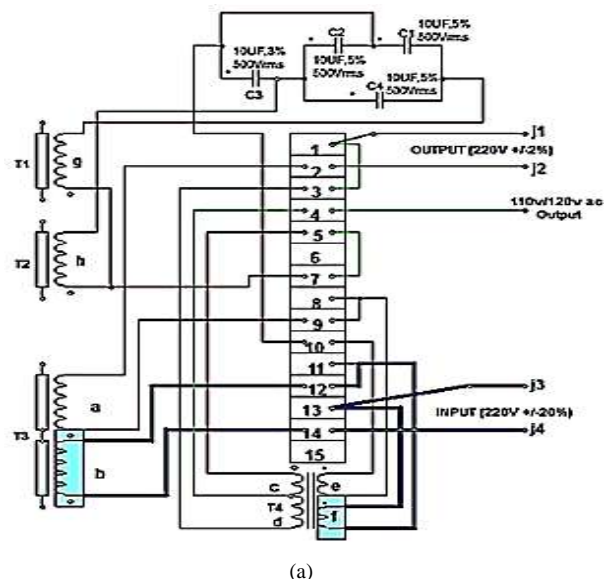 C2
C1
10UF,3%
500Vrms
10UF,5%
500Vrms
10UF,5%
500Vrms
C3
10UF,5%
500Vrms
C4
T1
g
T2
h
T3
a
b
1
2
3
4
5
6
7
8
9
10
11
12
13
14
15
j1
OUTPUT (220V +/-2%)
j2
110v/120v ac
Output
j3
INPUT (220V +/-20%)
j4
c
e
T4
d
f
(a)